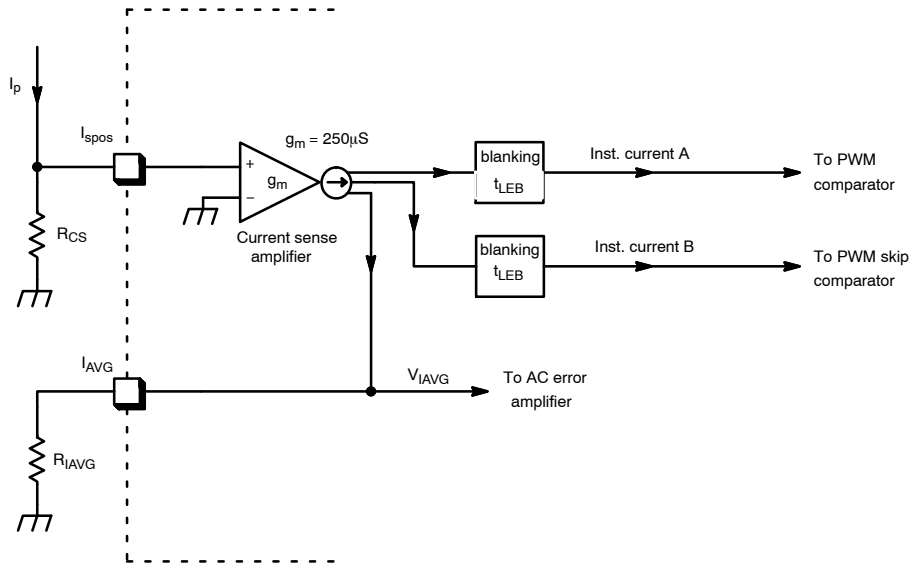 Ip
Ispos
gm = 250µS
+
gm
−
Current sense
amplifier
RCS
blanking
tLEB
Inst. current A
To PWM
comparator
blanking
tLEB
Inst. current B
To PWM skip
comparator
IAVG
VIAVG
To AC error
amplifier
RIAVG